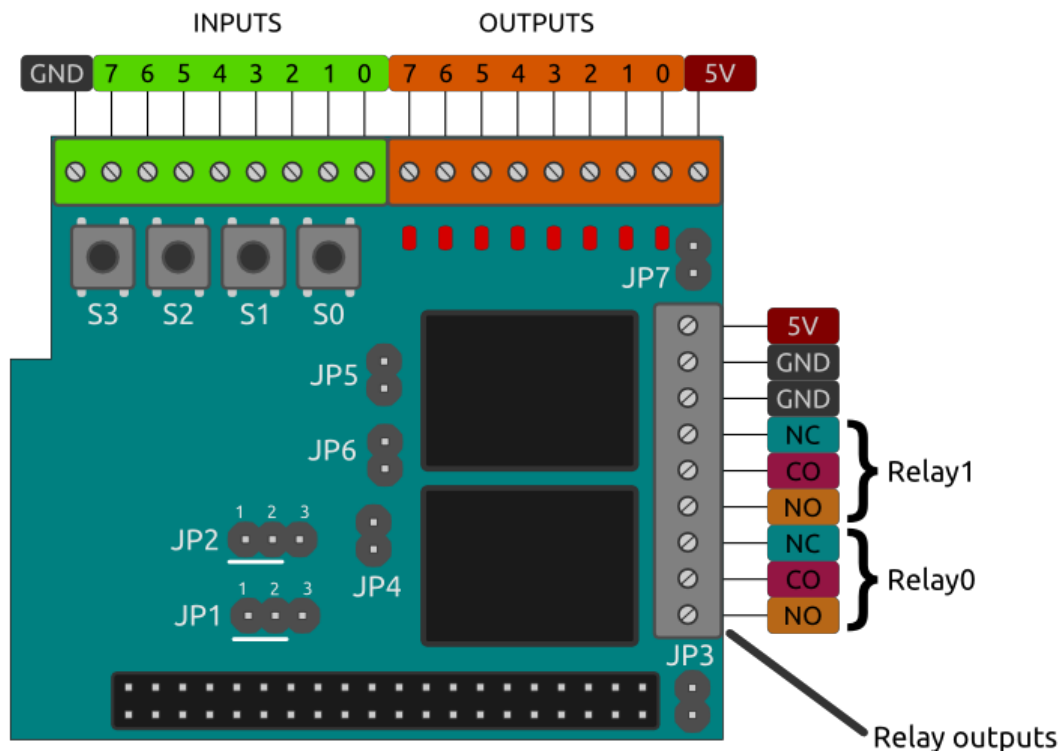 INPUTS OUTPUTS
GND 7 6 5 4 3 2 1 0 7 6 5 4 3 2 1 0 5V
S3 S2 S1 S0
JP7
5V
GND
JP5
GND
NC
JP6
CO
Relay1
NO
1 2 3
JP2
NC
JP4
CO
Relay0
1 2 3
JP1
NO
JP3
Relay outputs